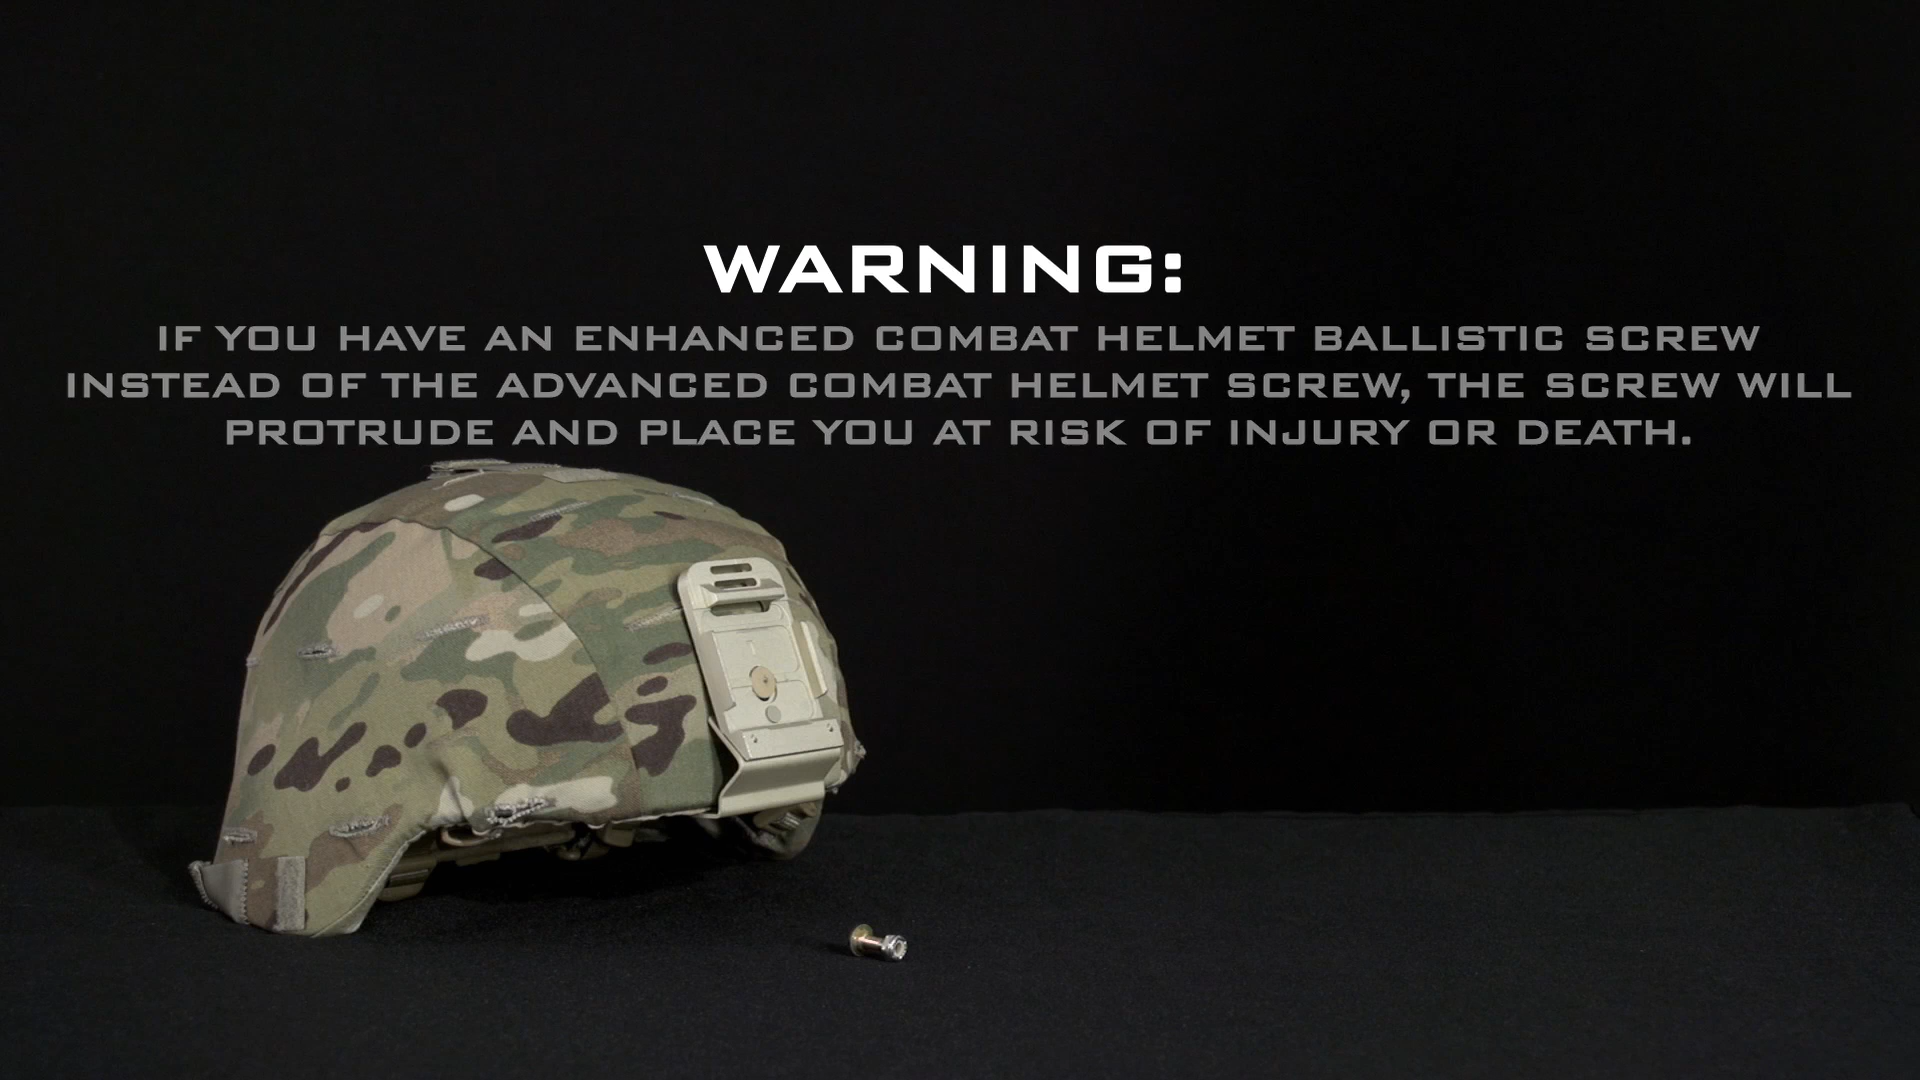 WARNING:
IF YOU HAVE AN ENHANCED COMBAT HELMET BALLISTIC SCREW
INSTEAD OF THE ADVANCED COMBAT HELMET SCREW, THE SCREW WILL
PROTRUDE AND PLACE YOU AT RISK OF INJURY OR DEATH.